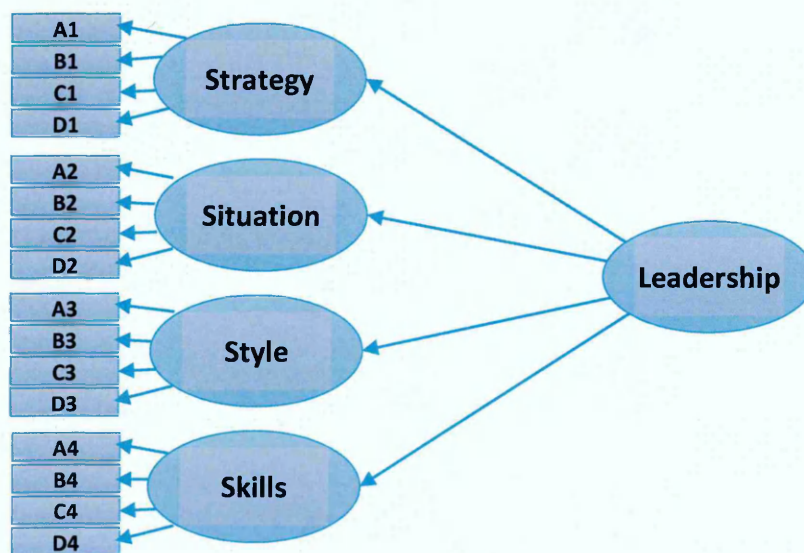 A1
B1
C1
D1
Strategy
A2
B2
C2
D2
Situation
A3
B3
C3
D3
Style
A4
B4
C4
D4
Skills
Leadership